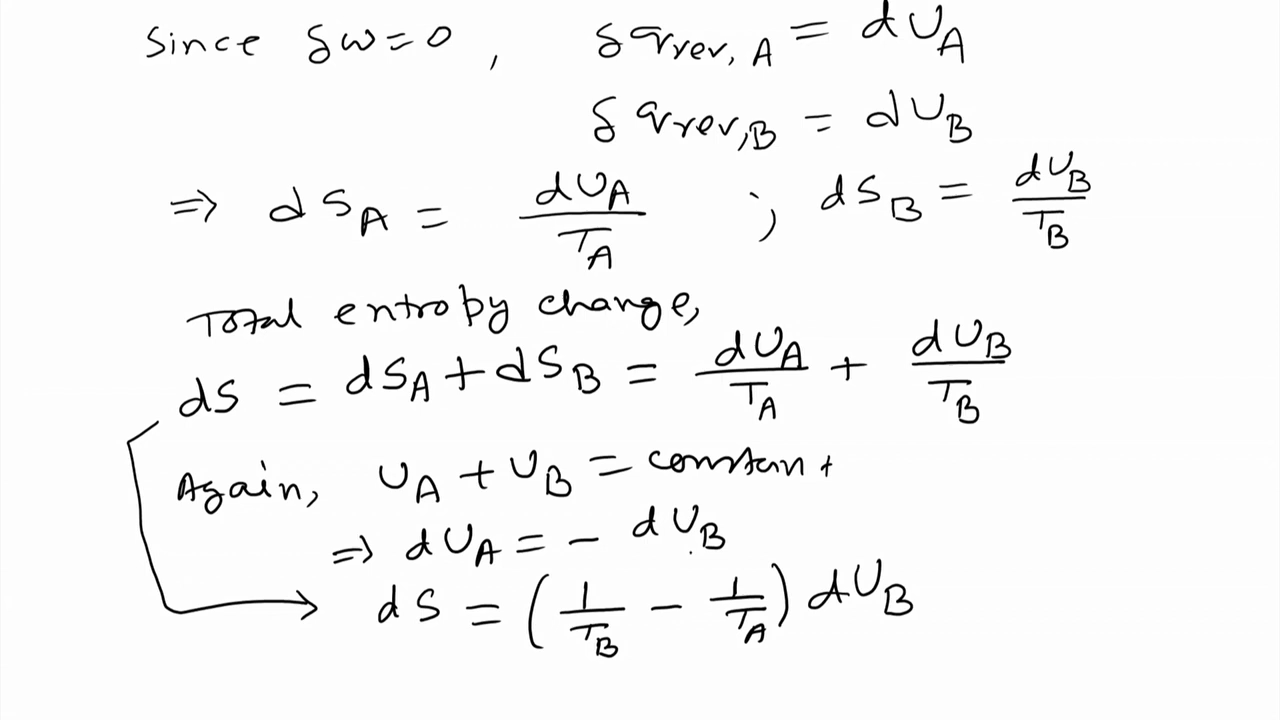 Since δw=0, δq_rev,A = dU_A
δq_rev,B = dU_B
⇒ dS_A = dU_A/T_A ; dS_B = dU_B/T_B
Total entropy change,
dS = dS_A + dS_B = dU_A/T_A + dU_B/T_B
Again, U_A + U_B = constant
⇒ dU_A = - dU_B
dS = (1/T_B - 1/T_A) dU_B